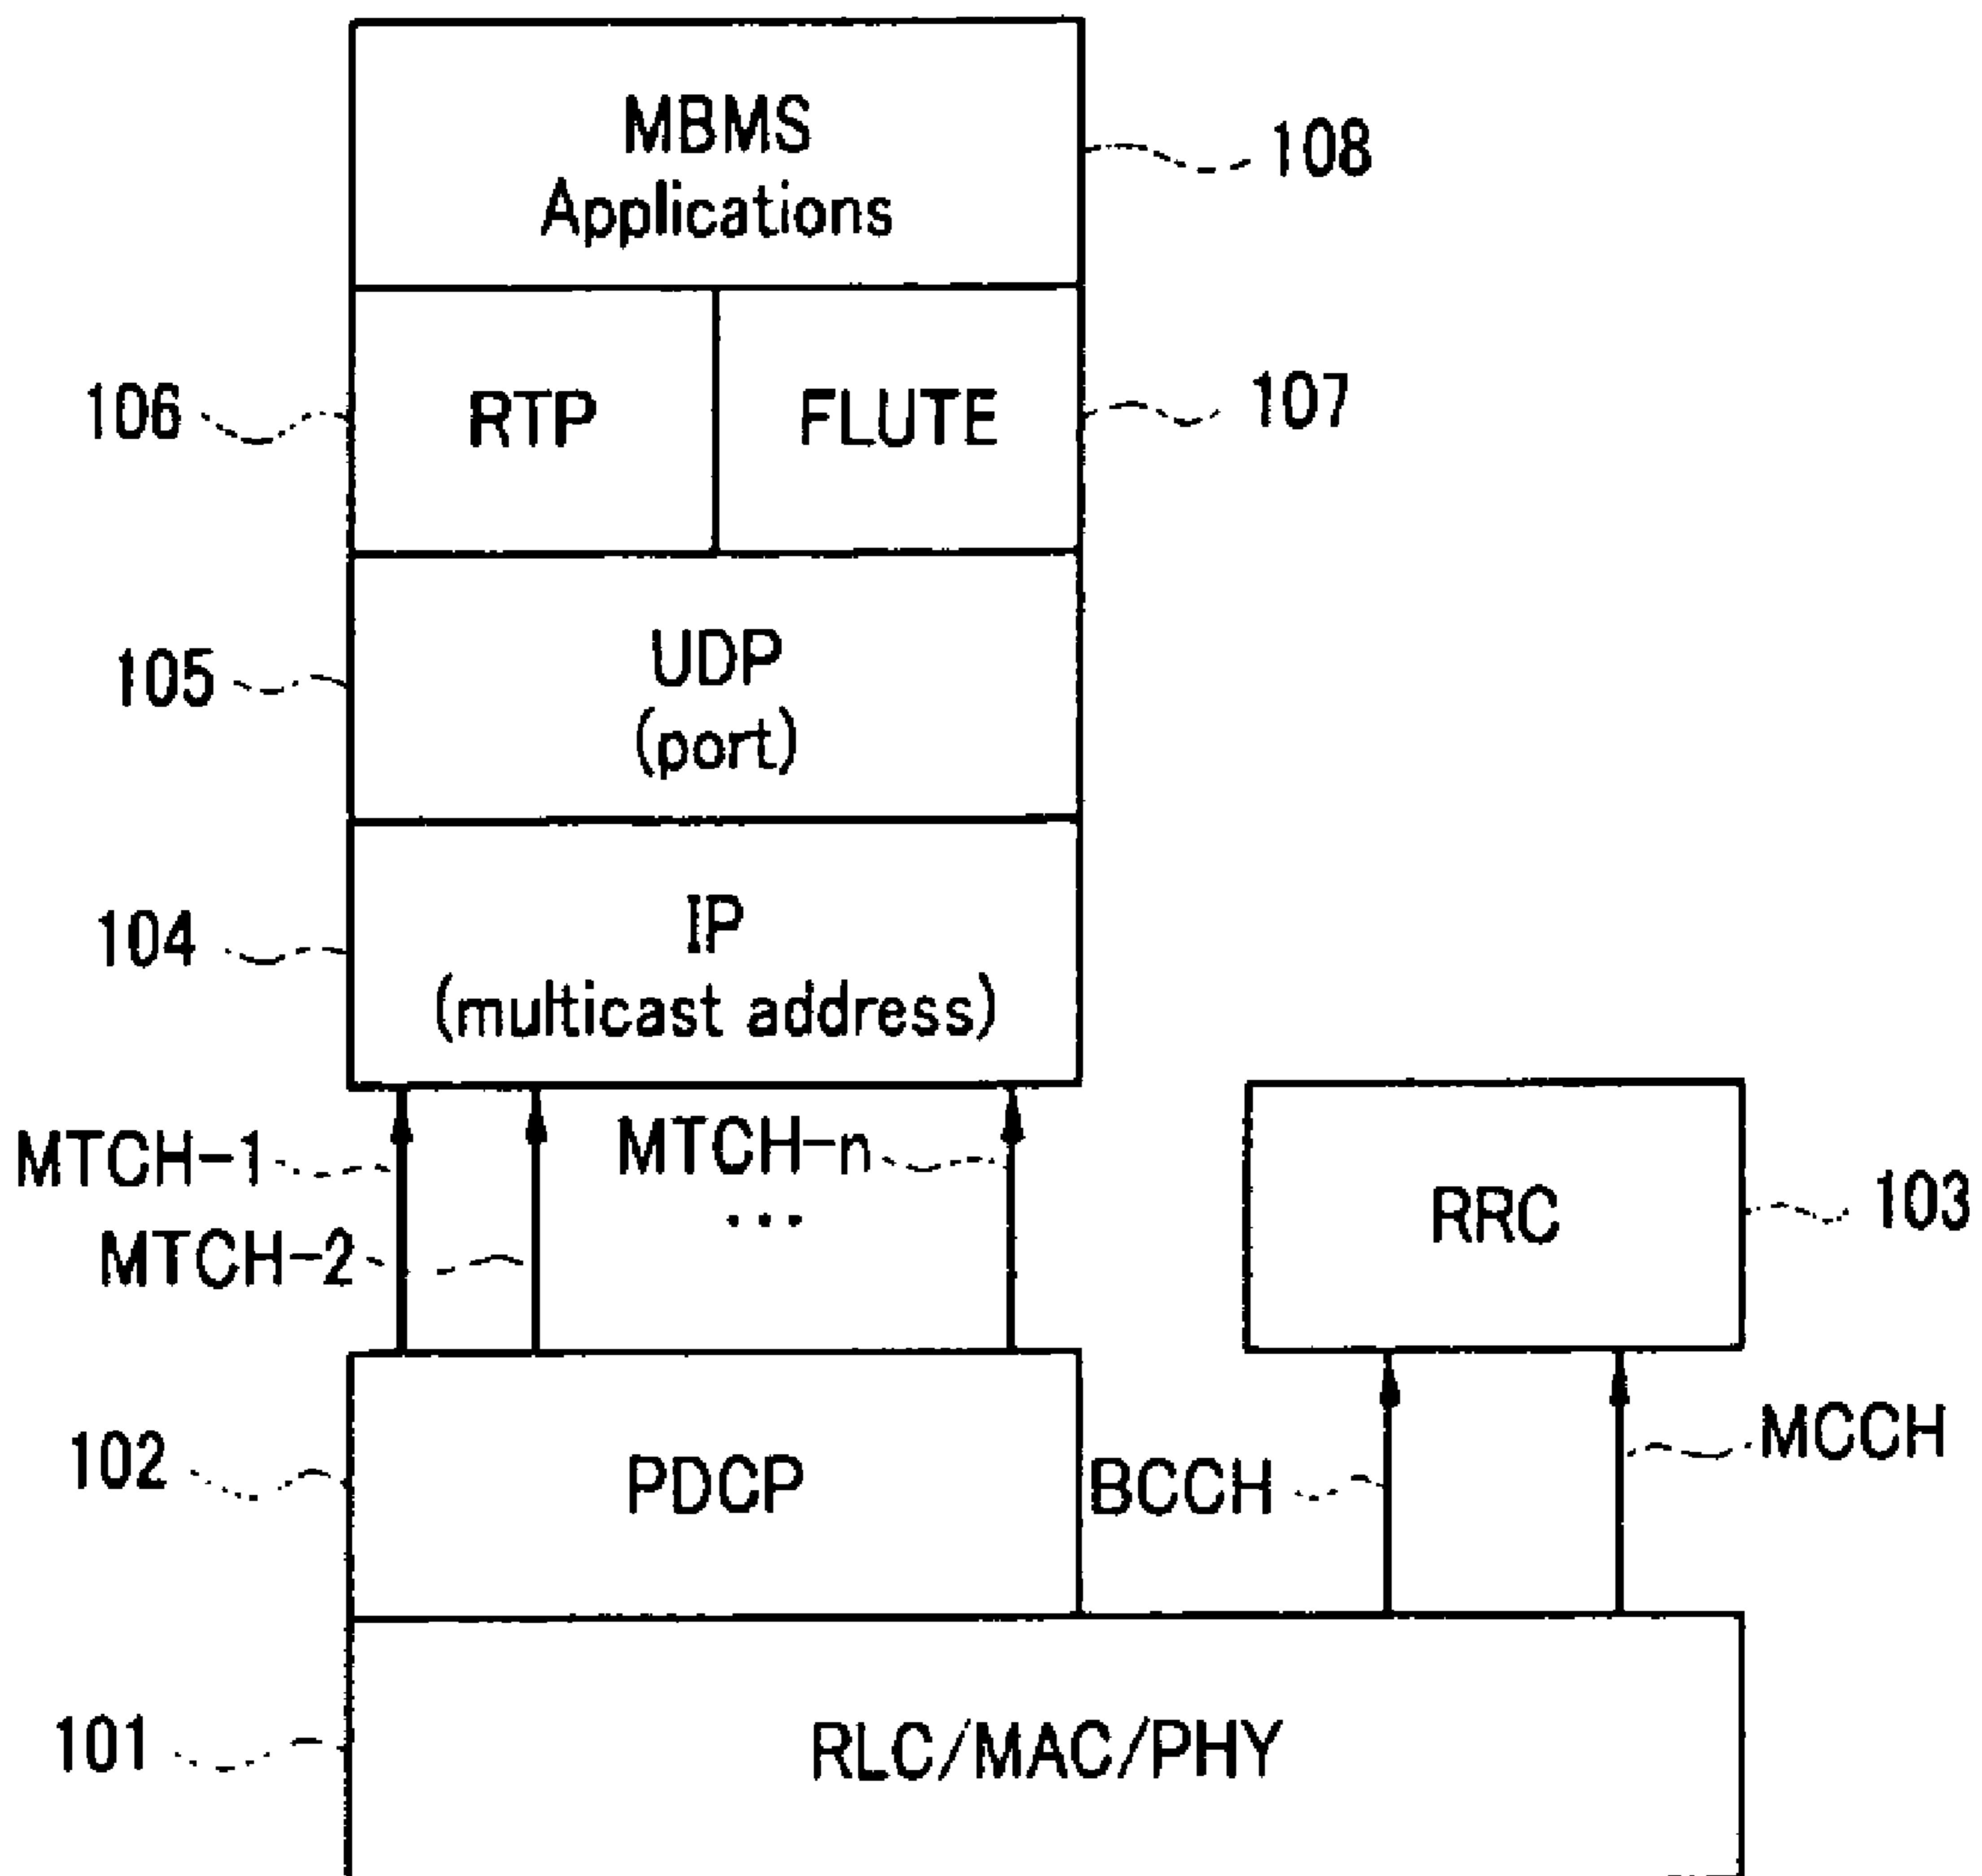 MBMS
Applications
108
106
RTP
FLUTE
107
105
UDP
(port)
104
IP
(multicast address)
MTCH-1
MTCH-n
...
MTCH-2
RRC
103
102
PDCP
BCCH
MCCH
101
RLC/MAC/PHY